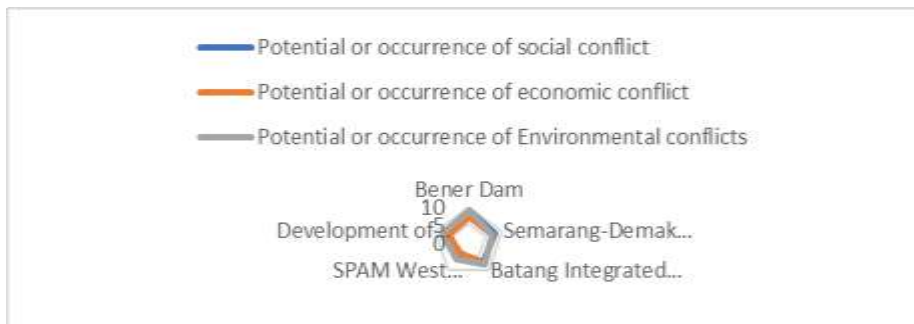 Potential or occurrence of social conflict
Potential or occurrence of economic conflict
Potential or occurrence of Environmental conflicts
Bener Dam
10
5
0
Development of...
Semarang-Demak...
SPAM West...
Batang Integrated...